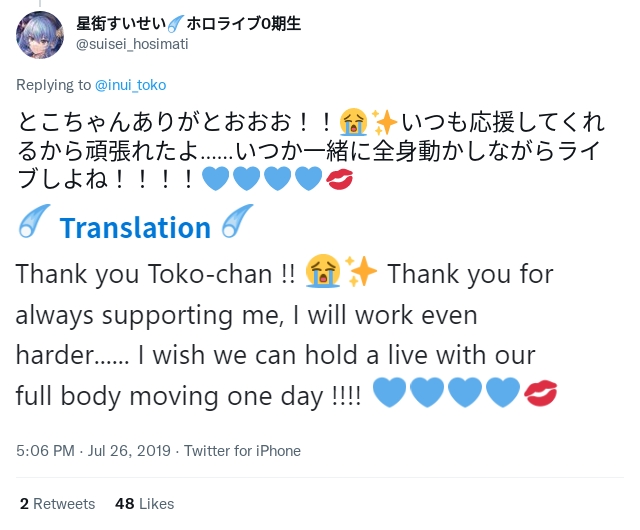 星街すいせい☄️ホロライブ0期生
@suisei_hosimati
Replying to @inui_toko
とこちゃんありがとおおお！！😭✨いつも応援してくれ
るから頑張れたよ......いつか一緒に全身動かしながらライ
ブしよね！！！！💙💙💙💙💋
☄️ Translation ☄️
Thank you Toko-chan !! 😭✨ Thank you for
always supporting me, I will work even
harder...... I wish we can hold a live with our
full body moving one day !!!! 💙💙💙💙💋
5:06 PM · Jul 26, 2019 · Twitter for iPhone
2 Retweets 48 Likes